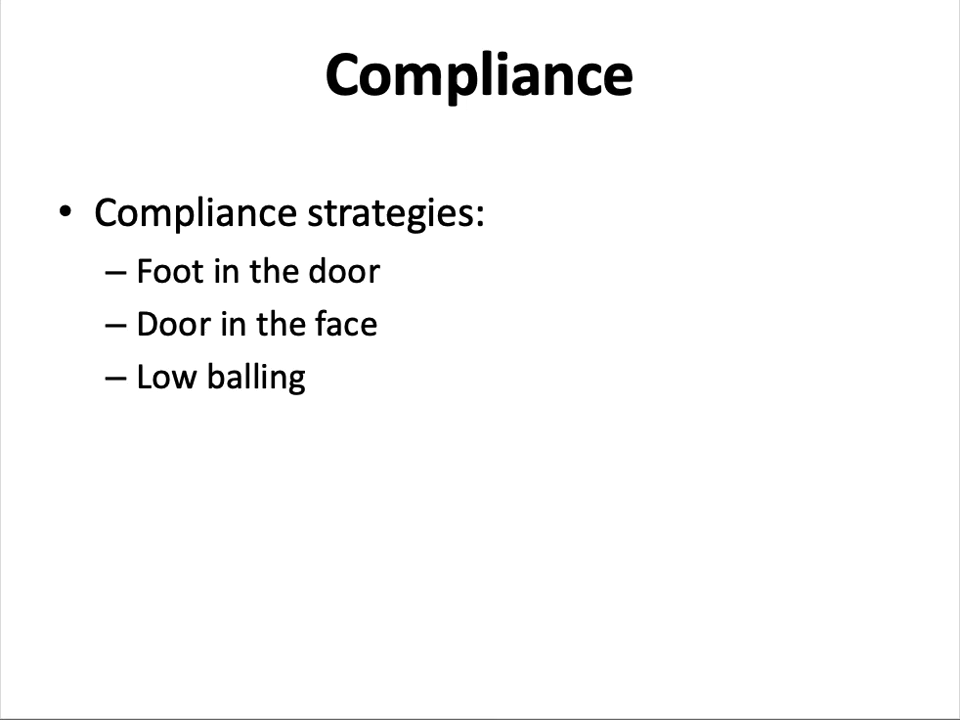 Compliance
• Compliance strategies:
– Foot in the door
– Door in the face
– Low balling